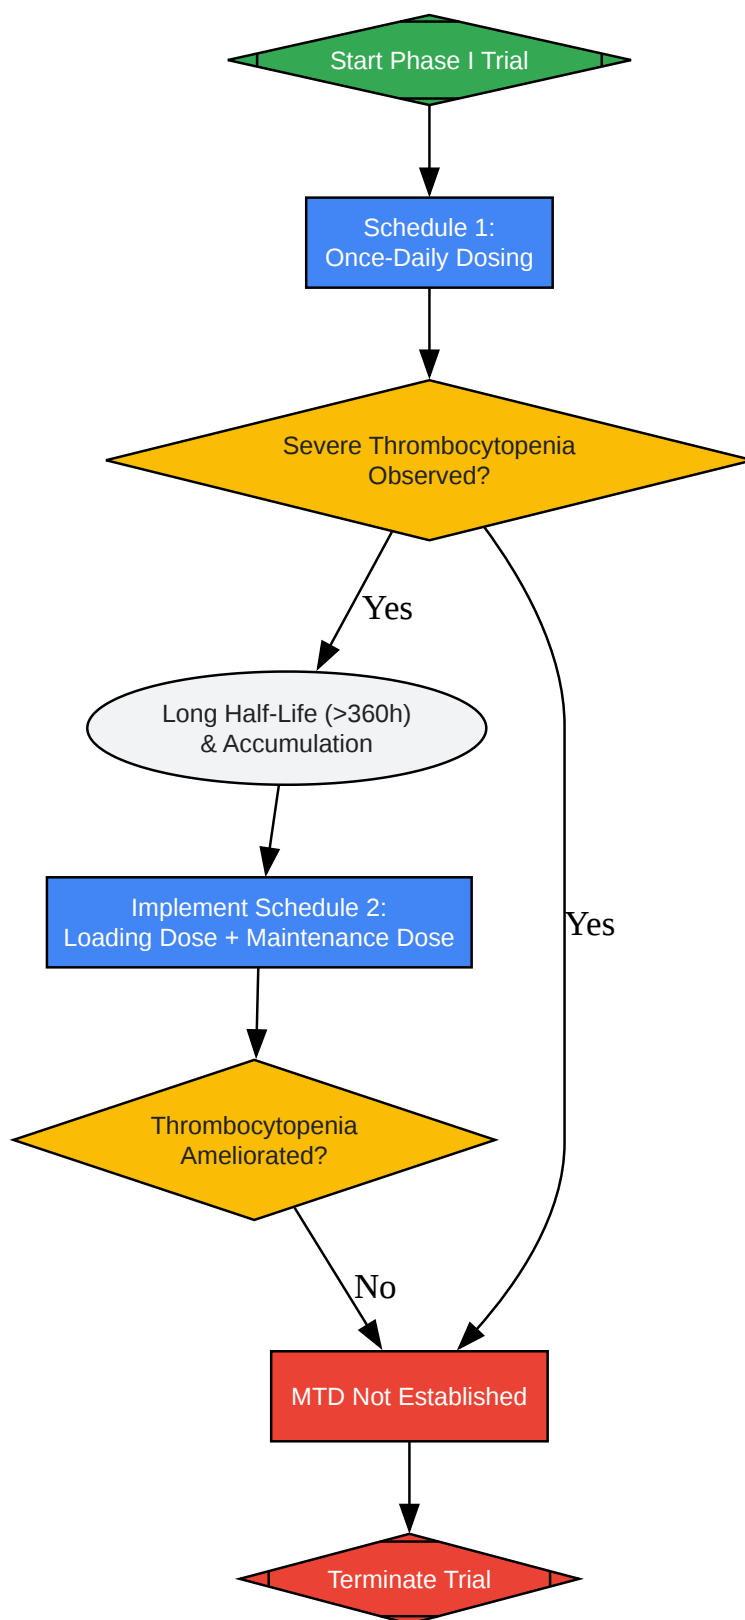 Start Phase I Trial
Schedule 1:
Once-Daily Dosing
Severe Thrombocytopenia
Observed?
Yes
Long Half-Life (>360h)
& Accumulation
Implement Schedule 2:
Loading Dose + Maintenance Dose
Yes
Thrombocytopenia
Ameliorated?
No
MTD Not Established
Terminate Trial